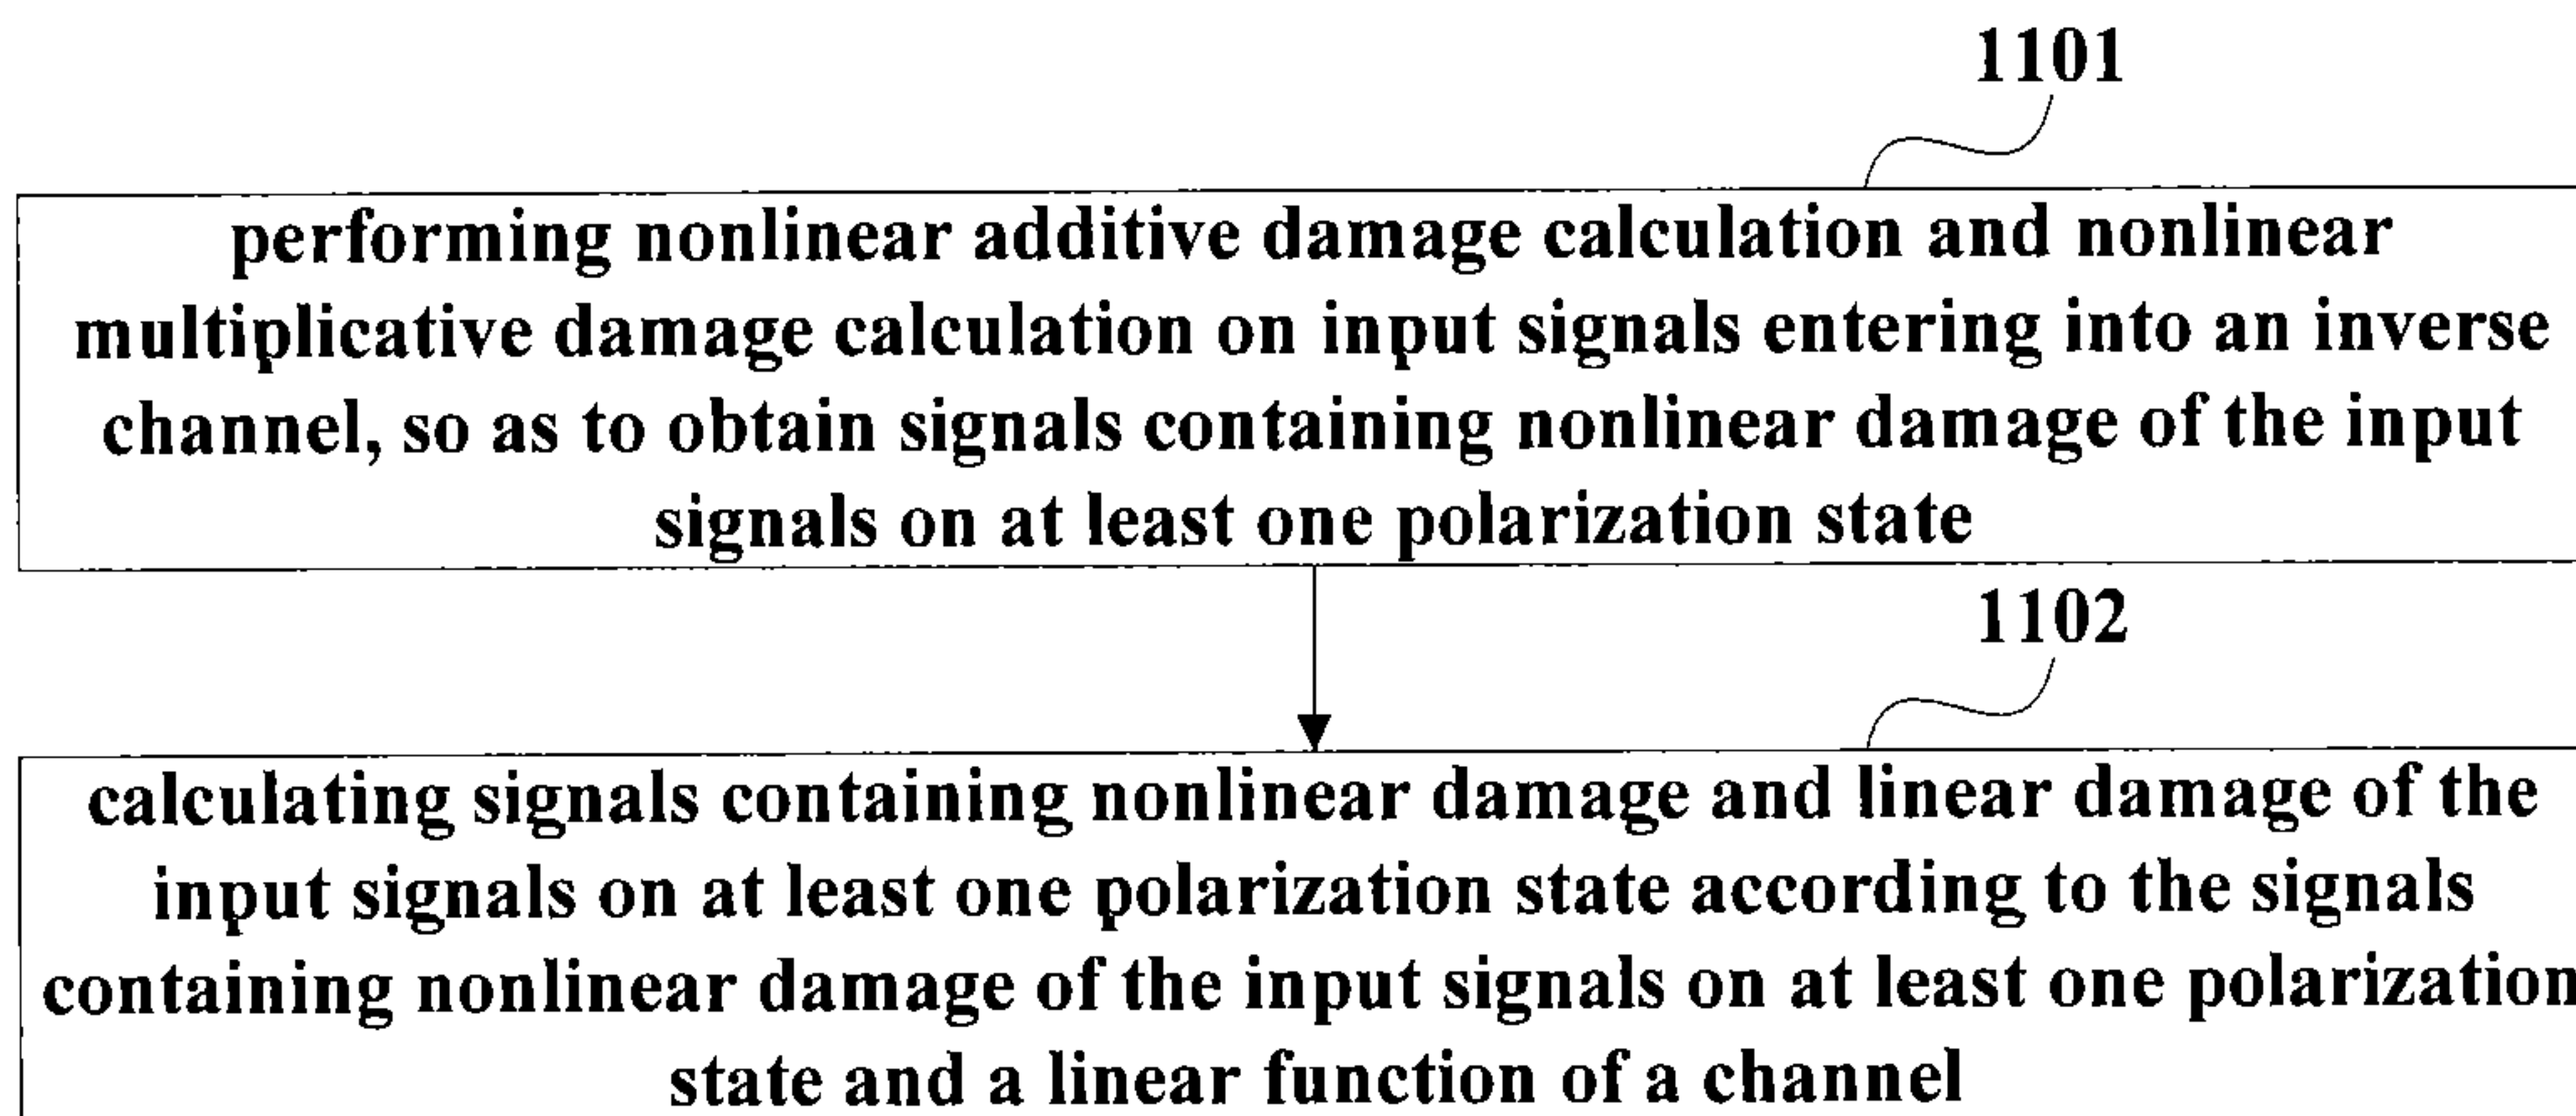 1101
performing nonlinear additive damage calculation and nonlinear
multiplicative damage calculation on input signals entering into an inverse
channel, so as to obtain signals containing nonlinear damage of the input
signals on at least one polarization state
1102
calculating signals containing nonlinear damage and linear damage of the
input signals on at least one polarization state according to the signals
containing nonlinear damage of the input signals on at least one polarization
state and a linear function of a channel